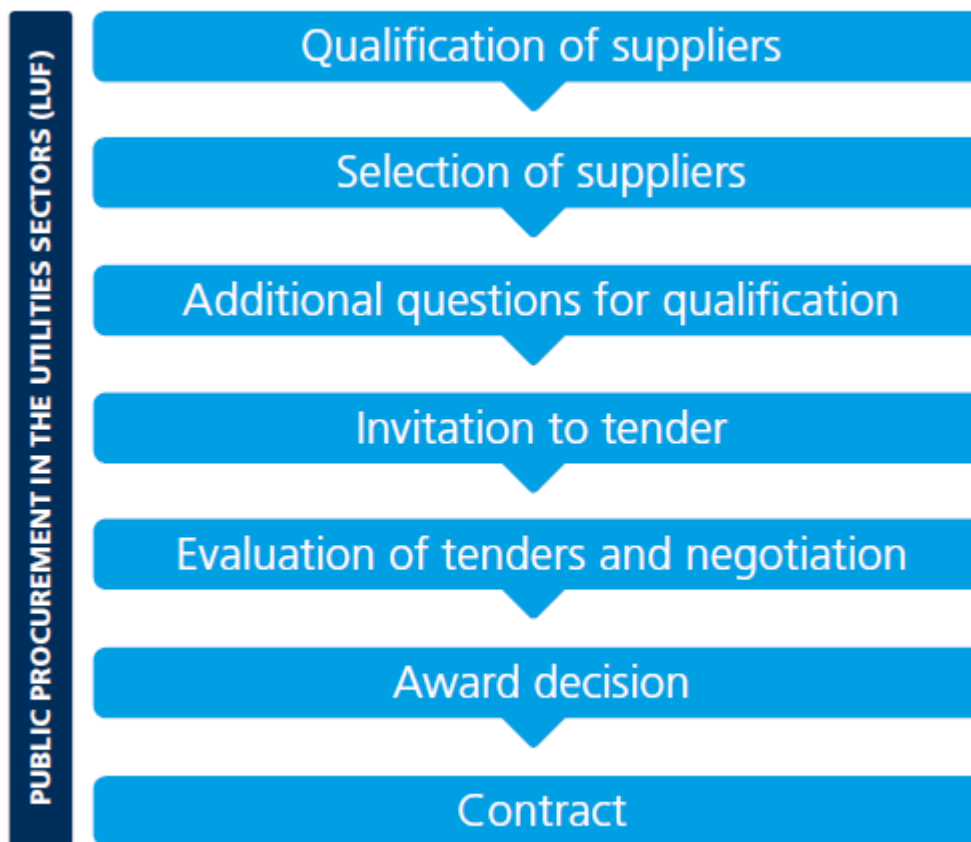 PUBLIC PROCUREMENT IN THE UTILITIES SECTORS (LUF)
Qualification of suppliers
Selection of suppliers
Additional questions for qualification
Invitation to tender
Evaluation of tenders and negotiation
Award decision
Contract